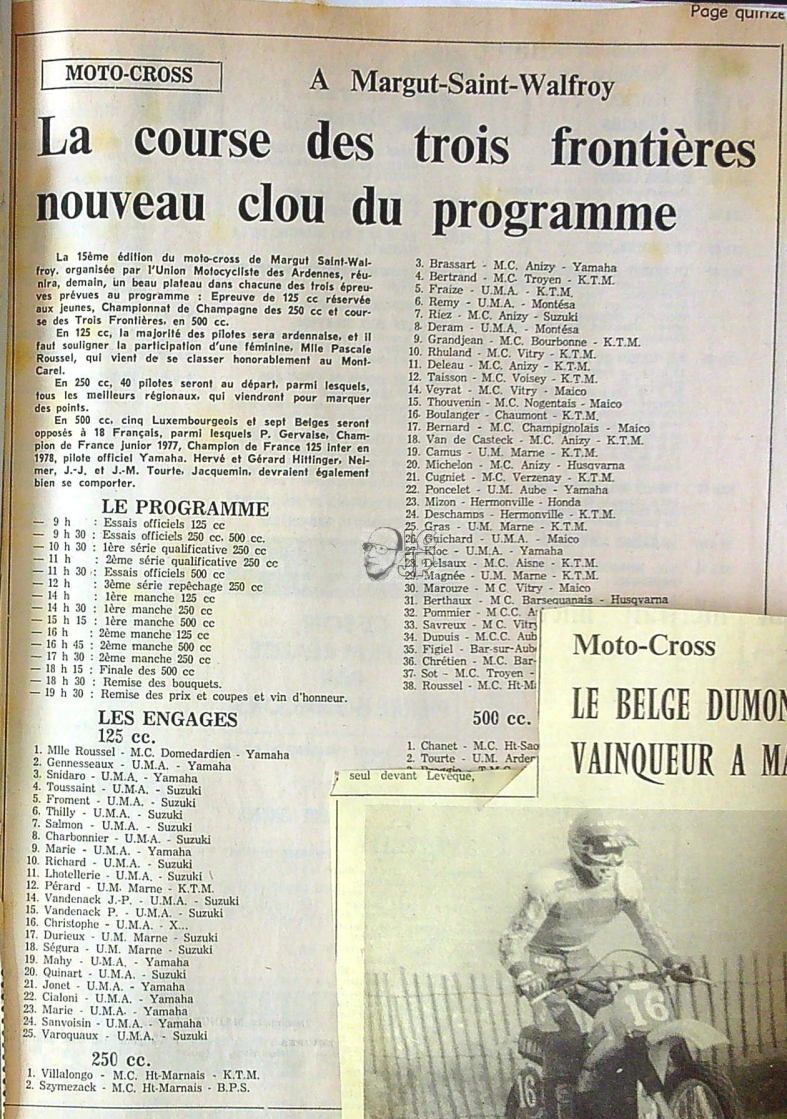 Page quinze
MOTO-CROSS
A Margut-Saint-Walfroy
La course des trois frontières
nouveau clou du programme
La 15ème édition du moto-cross de Margut Saint-Wal-
froy, organisée par l'Union Motocycliste des Ardennes, réu-
nira, demain, un beau plateau dans chacune des trois épreu-
ves prévues au programme : Epreuve de 125 cc réservée
aux jeunes, Championnat de Champagne des 250 cc et cour-
se des Trois Frontières, en 500 cc.
En 125 cc, la majorité des pilotes sera ardennaise, et il
faut souligner la participation d'une féminine, Mlle Pascale
Roussel, qui vient de se classer honorablement au Mont-
Carel.
En 250 cc, 40 pilotes seront au départ, parmi lesquels,
tous les meilleurs régionaux, qui viendront pour marquer
des points.
En 500 cc, cinq Luxembourgeois et sept Belges seront
opposés à 18 Français, parmi lesquels P. Gervaise, Cham-
pion de France junior 1977, Champion de France 125 inter en
1978, pilote officiel Yamaha. Hervé et Gérard Hittinger, Nei-
mer, J.-J. et J.-M. Tourte, Jacquemin, devraient également
bien se comporter.
LE PROGRAMME
— 9 h : Essais officiels 125 cc
— 9 h 30 : Essais officiels 250 cc. 500 cc.
— 10 h 30 : 1ère série qualificative 250 cc
— 11 h : 2ème série qualificative 250 cc
— 11 h 30 : Essais officiels 500 cc
— 12 h : 3ème série repêchage 250 cc
— 14 h : 1ère manche 125 cc
— 14 h 30 : 1ère manche 250 cc
— 15 h 15 : 1ère manche 500 cc
— 16 h : 2ème manche 125 cc
— 16 h 45 : 2ème manche 500 cc
— 17 h 30 : 2ème manche 250 cc
— 18 h 15 : Finale des 500 cc
— 18 h 30 : Remise des bouquets.
— 19 h 30 : Remise des prix et coupes et vin d'honneur.
LES ENGAGES
125 cc.
1. Mlle Roussel - M.C. Domedardien - Yamaha
2. Gennesseaux - U.M.A. - Yamaha
3. Snidaro - U.M.A. - Yamaha
4. Toussaint - U.M.A. - Suzuki
5. Froment - U.M.A. - Suzuki
6. Thilly - U.M.A. - Suzuki
7. Salmon - U.M.A. - Suzuki
8. Charbonnier - U.M.A. - Suzuki
9. Marie - U.M.A. - Yamaha
10. Richard - U.M.A. - Suzuki
11. Lhotellerie - U.M.A. - Suzuki
12. Pérard - U.M. Marne - K.T.M.
14. Vandenack J.-P. - U.M.A. - Suzuki
15. Vandenack P. - U.M.A. - Suzuki
16. Christophe - U.M.A. - X...
17. Durieux - U.M. Marne - Suzuki
18. Ségura - U.M. Marne - Suzuki
19. Mahy - U.M.A. - Yamaha
20. Quinart - U.M.A. - Suzuki
21. Jonet - U.M.A. - Yamaha
22. Cialoni - U.M.A. - Yamaha
23. Marie - U.M.A. - Yamaha
24. Sanvoisin - U.M.A. - Yamaha
25. Varoquaux - U.M.A. - Suzuki
250 cc.
1. Villalongo - M.C. Ht-Marnais - K.T.M.
2. Szymezack - M.C. Ht-Marnais - B.P.S.
3. Brassart - M.C. Anizy - Yamaha
4. Bertrand - M.C. Troyen - K.T.M.
5. Fraize - U.M.A. - K.T.M.
6. Remy - U.M.A. - Montésa
7. Riez - M.C. Anizy - Suzuki
8. Deram - U.M.A. - Montésa
9. Grandjean - M.C. Bourbonne - K.T.M.
10. Rhuland - M.C. Vitry - K.T.M.
11. Deleau - M.C. Anizy - K.T.M.
12. Taisson - M.C. Voisey - K.T.M.
14. Veyrat - M.C. Vitry - Maico
15. Thouvenin - M.C. Nogentais - Maico
16. Boulanger - Chaumont - K.T.M.
17. Bernard - M.C. Champignolais - Maico
18. Van de Casteck - M.C. Anizy - K.T.M.
19. Camus - U.M. Marne - K.T.M.
20. Michelon - M.C. Anizy - Husqvarna
21. Cugniet - M.C. Verzenay - K.T.M.
22. Poncelet - U.M. Aube - Yamaha
23. Mizon - Hermonville - Honda
24. Deschamps - Hermonville - K.T.M.
25. Gras - U.M. Marne - K.T.M.
26. Guichard - U.M.A. - Maico
27. Kloc - U.M.A. - Yamaha
28. Delsaux - M.C. Aisne - K.T.M.
29. Magnée - U.M. Marne - K.T.M.
30. Marouze - M.C. Vitry - Maico
31. Berthaux - M.C. Barsequanais - Husqvarna
32. Pommier - M.C.C. Au
33. Savreux - M.C. Vitry
34. Dupuis - M.C.C. Aub
35. Figiel - Bar-sur-Aub
36. Chrétien - M.C. Bar-
37. Sot - M.C. Troyen -
38. Roussel - M.C. Ht-M
500 cc.
1. Chanet - M.C. Ht-Sao
2. Tourte - U.M. Arden
seul devant Levêque,
Moto-Cross
LE BELGE DUMON
VAINQUEUR A MA
16
16